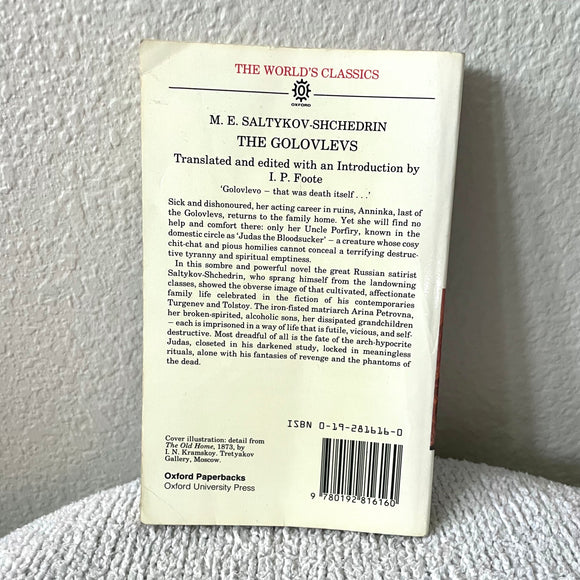 THE WORLD'S CLASSICS
OXFORD
M. E. SALTYKOV-SHCHEDRIN
THE GOLOVLEVS
Translated and edited with an Introduction by
I. P. Foote
'Golovlevo – that was death itself . . .'
Sick and dishonoured, her acting career in ruins, Anninka, last of
the Golovlevs, returns to the family home. Yet she will find no
help and comfort there: only her Uncle Porfiry, known in the
domestic circle as 'Judas the Bloodsucker' – a creature whose cosy
chit-chat and pious homilies cannot conceal a terrifying destruc-
tive tyranny and spiritual emptiness.
In this sombre and powerful novel the great Russian satirist
Saltykov-Shchedrin, who sprang himself from the landowning
classes, showed the obverse image of that cultivated, affectionate
family life celebrated in the fiction of his contemporaries
Turgenev and Tolstoy. The iron-fisted matriarch Arina Petrovna,
her broken-spirited, alcoholic sons, her dissipated grandchildren
– each is imprisoned in a way of life that is futile, vicious, and self-
destructive. Most dreadful of all is the fate of the arch-hypocrite
Judas, closeted in his darkened study, locked in meaningless
rituals, alone with his fantasies of revenge and the phantoms of
the dead.
ISBN 0-19-281616-0
Cover illustration: detail from
The Old Home, 1873, by
I. N. Kramskoy. Tretyakov
Gallery, Moscow.
Oxford Paperbacks
Oxford University Press
9 780192 816160